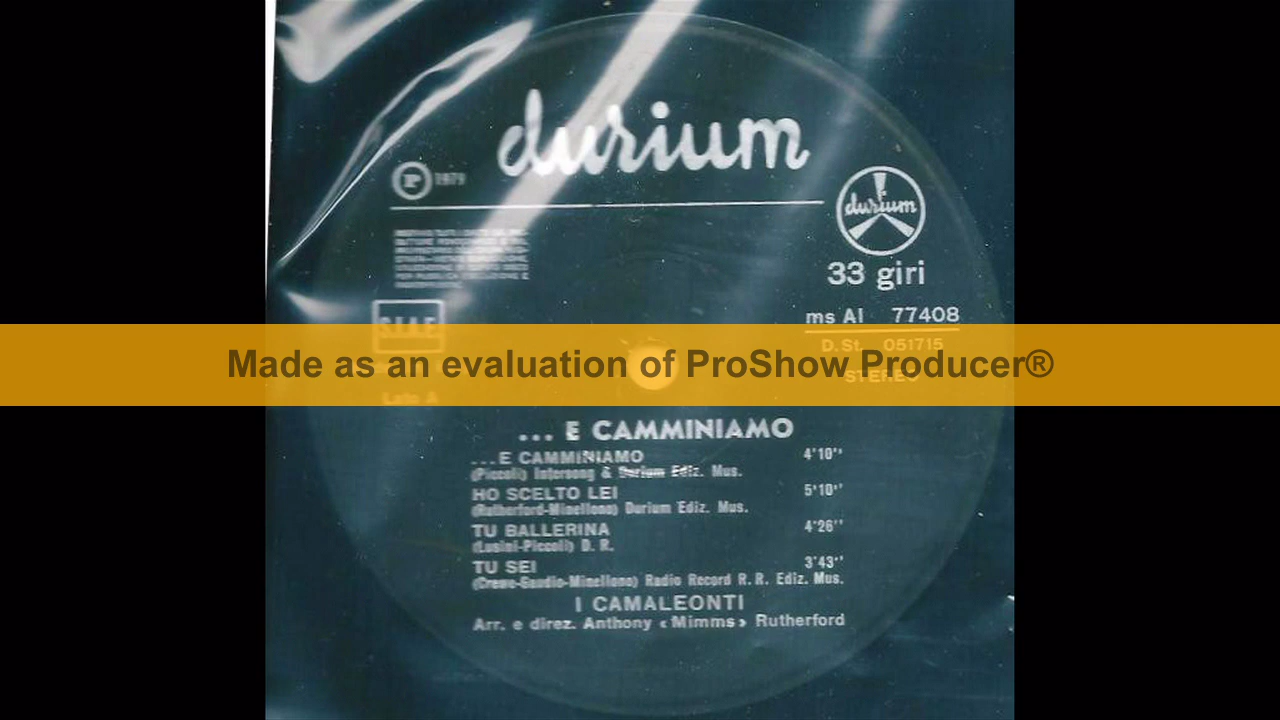 durium
P 1979
durium
33 giri
ms AI 77408
S.I.A.E.
D.St. 051715
Made as an evaluation of ProShow Producer®
STEREO
Lato A
... E CAMMINIAMO
...E CAMMINIAMO 4'10''
(Piccoli) Intersong & Durium Ediz. Mus.
HO SCELTO LEI 5'10''
(Rutherford-Minellono) Durium Ediz. Mus.
TU BALLERINA 4'26''
(Lusini-Piccoli) D. R.
TU SEI 3'43''
(Crewe-Gaudio-Minellono) Radio Record R. R. Ediz. Mus.
I CAMALEONTI
Arr. e direz. Anthony «Mimms» Rutherford